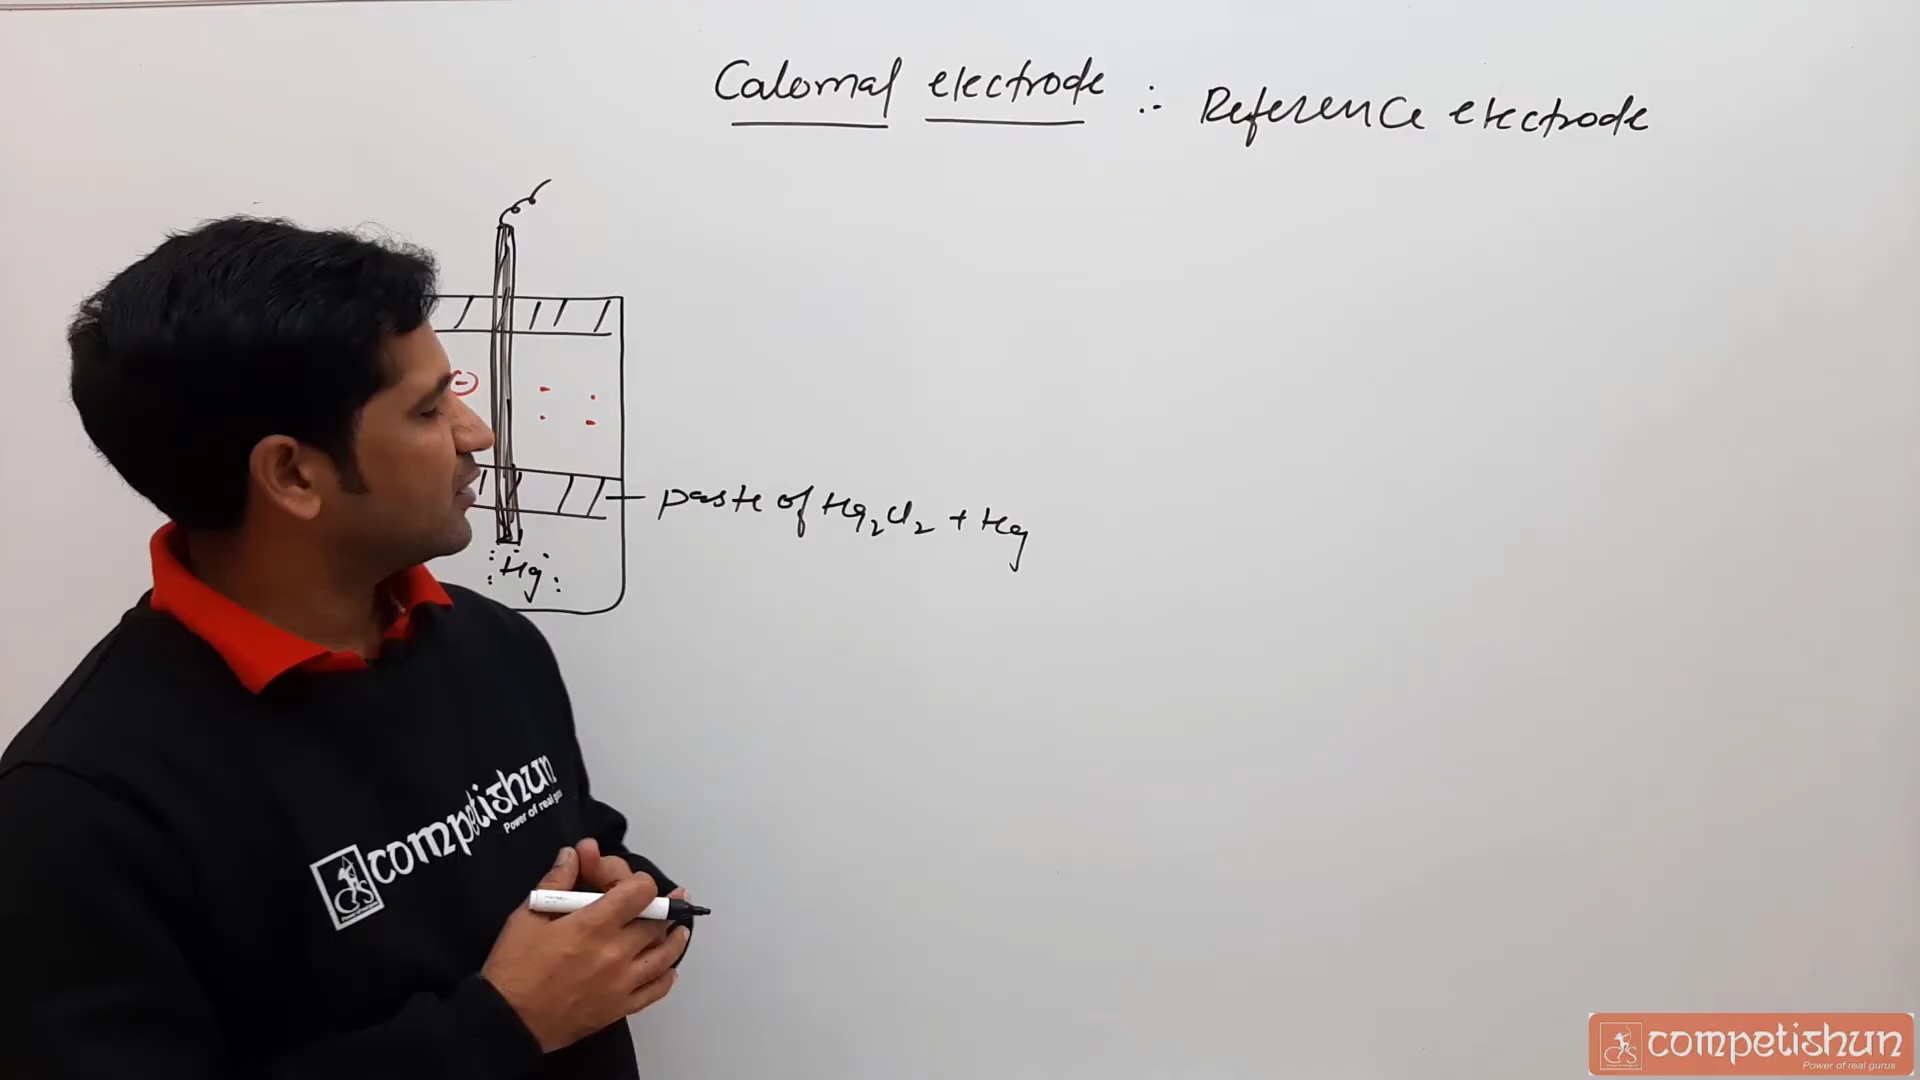 Calomal electrode :- Reference electrode
paste of Hg2Cl2 + Hg
Hg
competishun
Power of real gurus
competishun
Power of real gurus